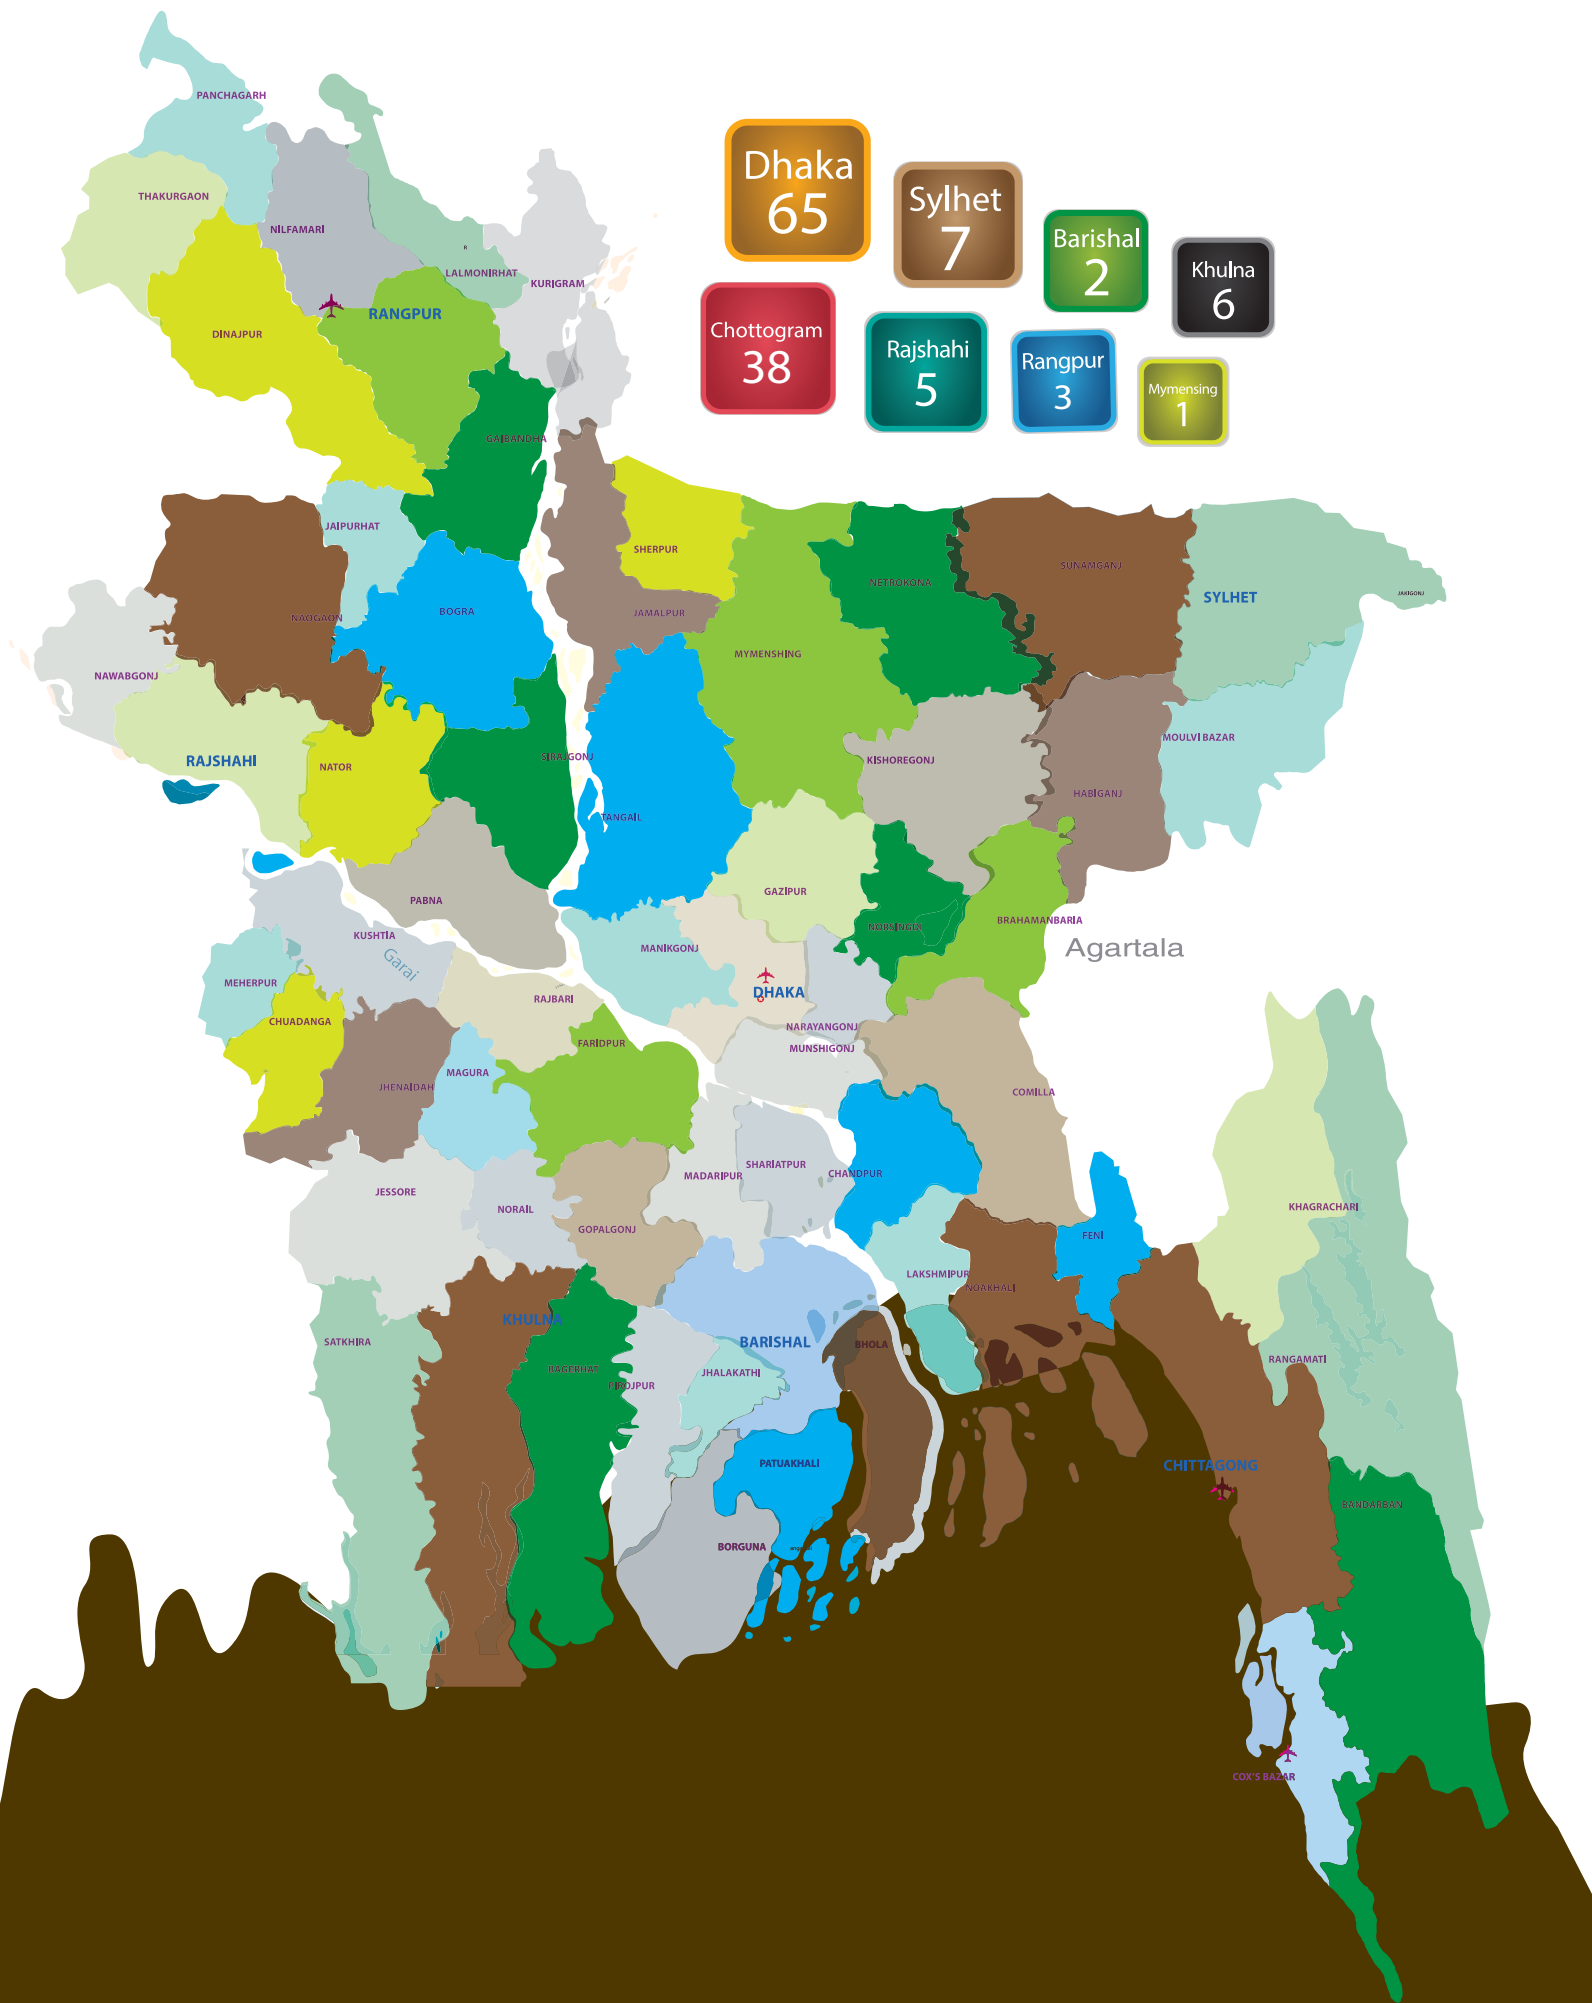 PANCHAGARH
THAKURGAON
NILFAMARI
DINAJPUR
RANGPUR
R
LALMONIRHAT
KURIGRAM
Dhaka
65
Sylhet
7
Barishal
2
Khulna
6
Chottogram
38
Rajshahi
5
Rangpur
3
Mymensing
1
GAIBANDHA
JAIPURHAT
SHERPUR
NETROKONA
SUNAMGANJ
SYLHET
JAKIGONJ
NAOGAON
BOGRA
JAMALPUR
MYMENSHING
NAWABGONJ
RAJSHAHI
NATOR
SIRAJGONJ
KISHOREGONJ
MOULVI BAZAR
HABIGANJ
TANGAIL
PABNA
GAZIPUR
NORSINGDI
BRAHAMANBARIA
Agartala
KUSHTIA
Garai
MANIKGONJ
MEHERPUR
CHUADANGA
RAJBARI
DHAKA
NARAYANGONJ
FARIDPUR
MUNSHIGONJ
JHENAIDAH
MAGURA
COMILLA
JESSORE
NORAIL
GOPALGONJ
MADARIPUR
SHARIATPUR
CHANDPUR
KHAGRACHARI
FENI
LAKSHMIPUR
NOAKHALI
SATKHIRA
KHULNA
BAGERHAT
PIROJPUR
BARISHAL
BHOLA
JHALAKATHI
RANGAMATI
PATUAKHALI
CHITTAGONG
BANDARBAN
BORGUNA
COX'S BAZAR